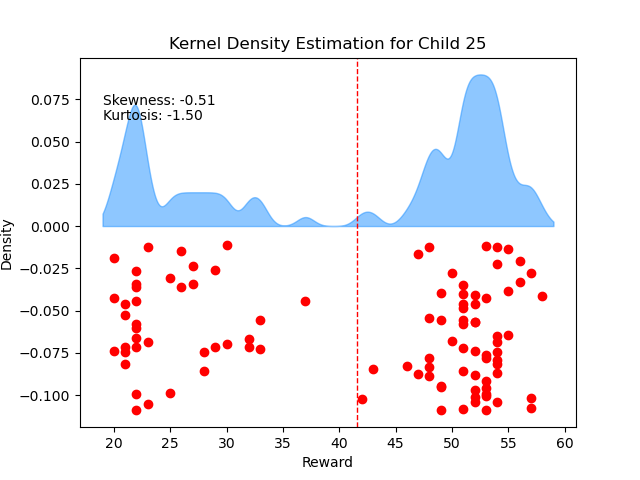 Kernel Density Estimation for Child 25
Skewness: -0.51
Kurtosis: -1.50
Density
0.075
0.050
0.025
0.000
−0.025
−0.050
−0.075
−0.100
20 25 30 35 40 45 50 55 60
Reward